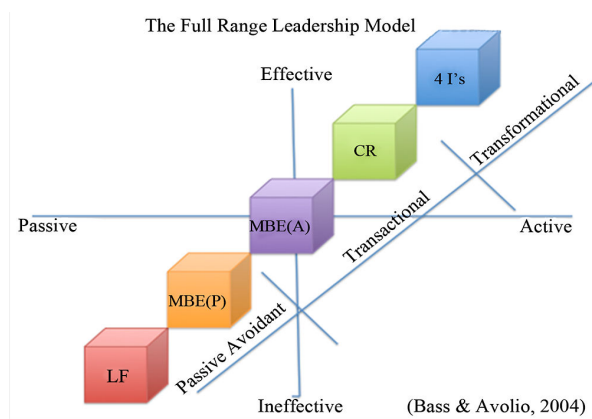 The Full Range Leadership Model
4 I's
Effective
CR
Transformational
MBE(A)
Passive
Transactional
Active
MBE(P)
Passive Avoidant
LF
Ineffective
(Bass & Avolio, 2004)